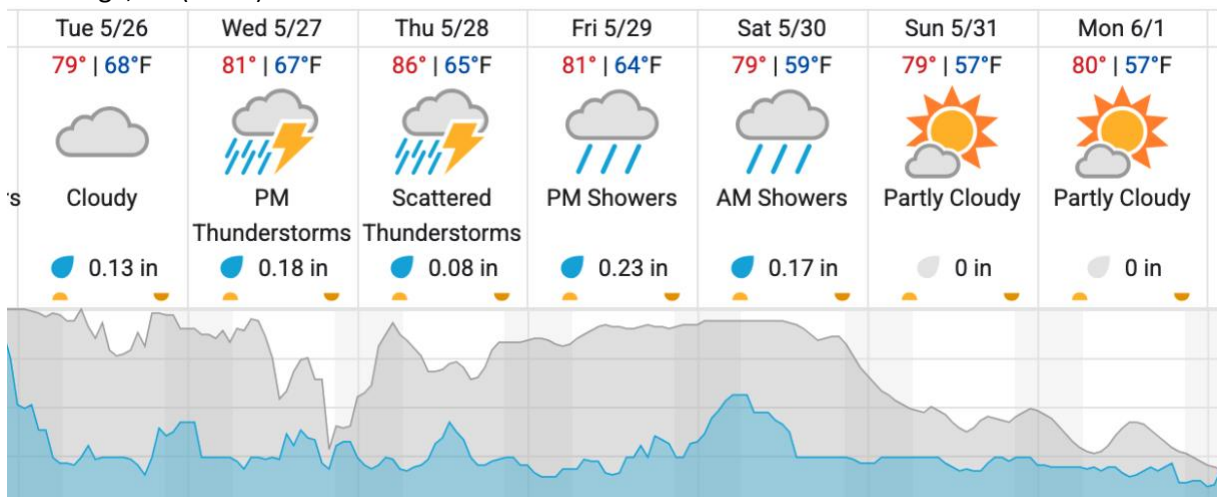 Tue 5/26 Wed 5/27 Thu 5/28 Fri 5/29 Sat 5/30 Sun 5/31 Mon 6/1
79° | 68°F 81° | 67°F 86° | 65°F 81° | 64°F 79° | 59°F 79° | 57°F 80° | 57°F
Cloudy PM Scattered PM Showers AM Showers Partly Cloudy Partly Cloudy
Thunderstorms Thunderstorms
0.13 in 0.18 in 0.08 in 0.23 in 0.17 in 0 in 0 in